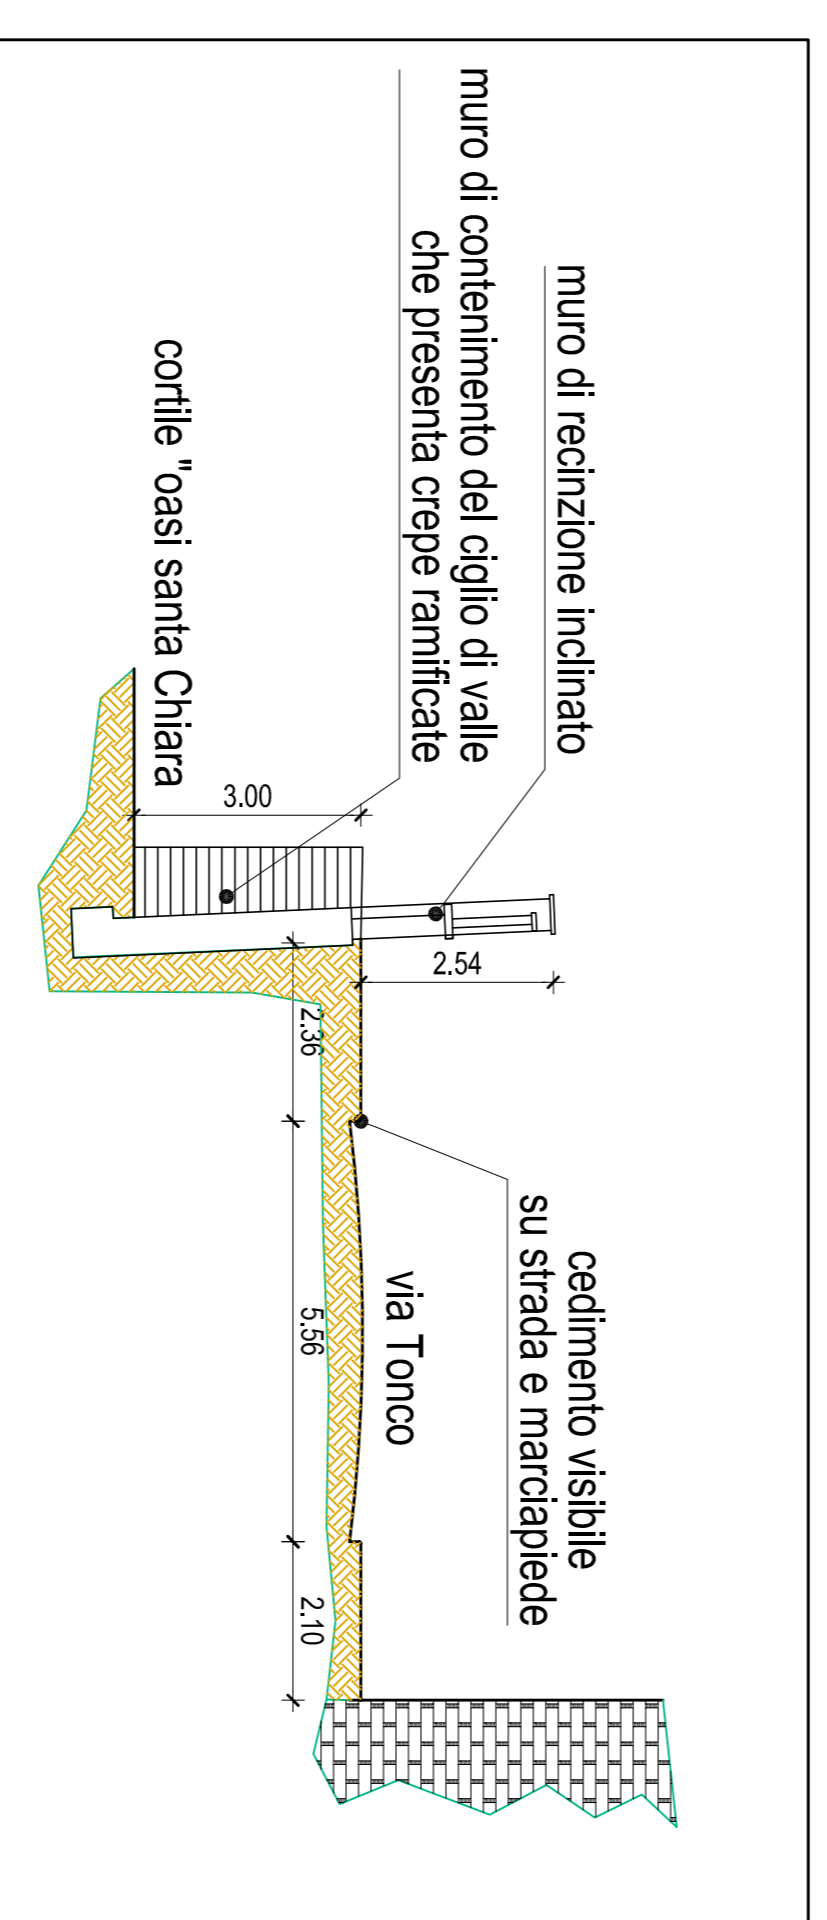 muro di recinzione inclinato
muro di contenimento del ciglio di valle
che presenta crepe ramificate
cortile "oasi santa Chiara
cedimento visibile
su strada e marciapiede
via Tonco
3.00
2.54
2.36
5.56
2.10